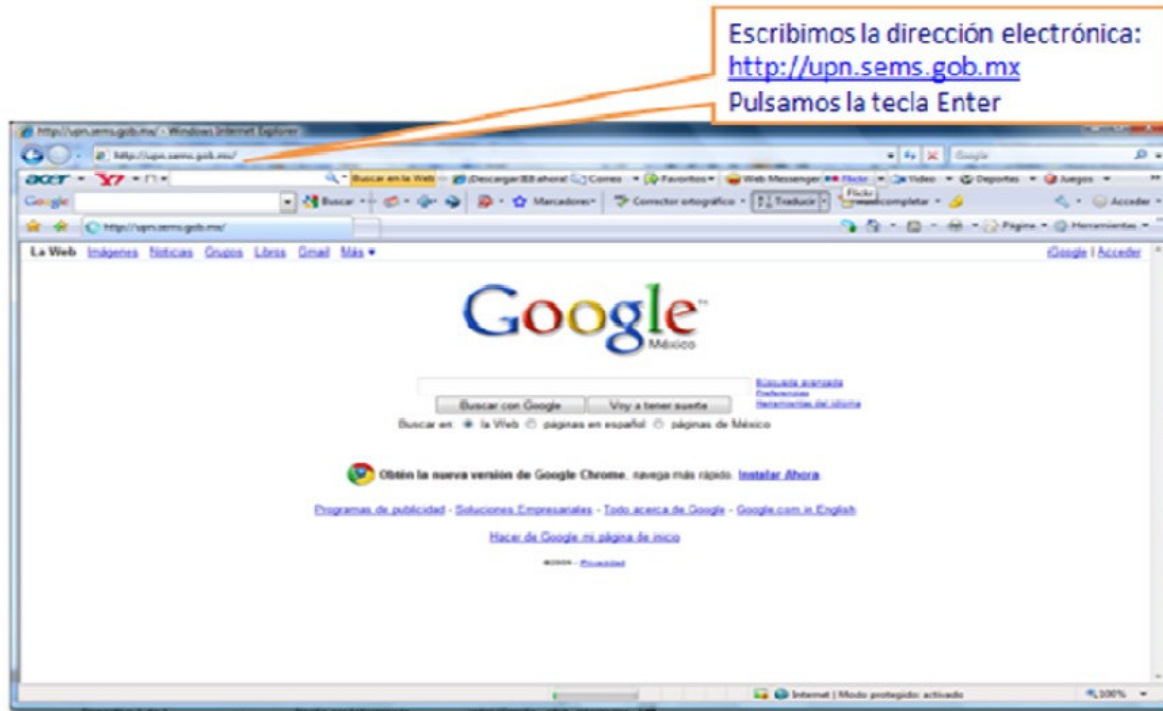 Escribimos la dirección electrónica:
http://upn.sems.gob.mx
Pulsamos la tecla Enter
http://upn.sems.gob.mx/ - Windows Internet Explorer
http://upn.sems.gob.mx/
Google
acer Y7 Buscar en la Web ¡Descargar IE8 ahora! Correo Favoritos Web Messenger Flickr Video Deportes Juegos
Flickr
Google Buscar Marcadores Corrector ortográfico Traducir Acceder
http://upn.sems.gob.mx/ Página Herramientas
La Web Imágenes Noticias Grupos Libros Gmail Más iGoogle | Acceder
Google™
México
Búsqueda avanzada
Preferencias
Herramientas del idioma
Buscar con Google Voy a tener suerte
Buscar en: la Web páginas en español páginas de México
Obtén la nueva versión de Google Chrome, navega más rápido. Instalar Ahora
Programas de publicidad - Soluciones Empresariales - Todo acerca de Google - Google.com in English
Hacer de Google mi página de inicio
Privacidad
Internet | Modo protegido: activado 100%